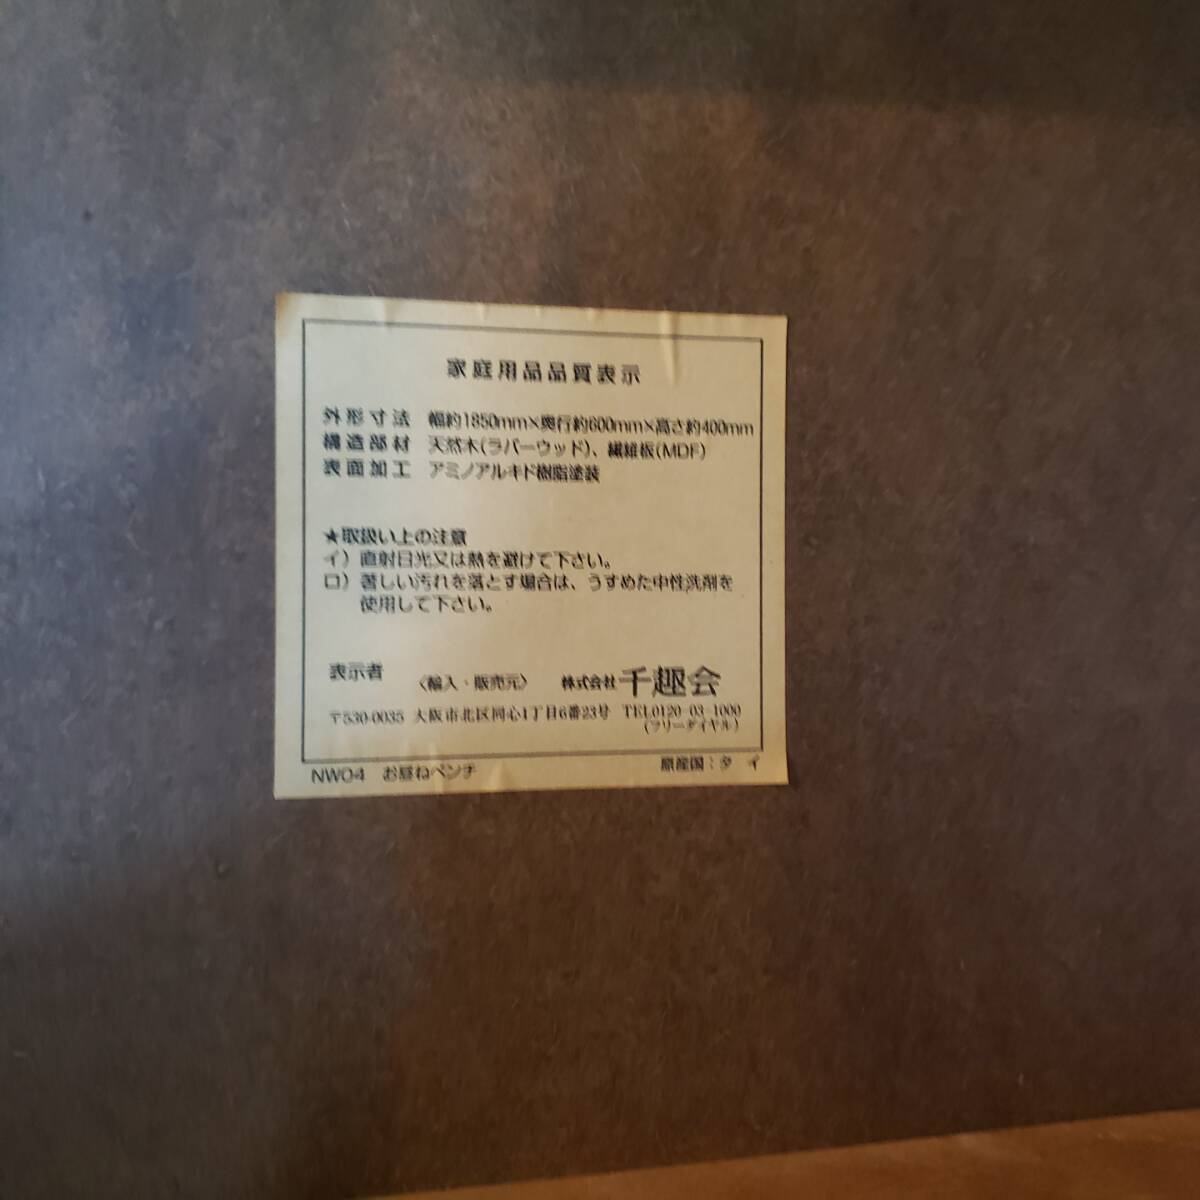 家庭用品品質表示
外形寸法 幅約1850mm×奥行約600mm×高さ約400mm
構造部材 天然木(ラバーウッド)、繊維板(MDF)
表面加工 アミノアルキド樹脂塗装
★取扱い上の注意
イ) 直射日光又は熱を避けて下さい。
ロ) 著しい汚れを落とす場合は、うすめた中性洗剤を
使用して下さい。
表示者 〈輸入・販売元〉 株式会社 千趣会
〒530-0035 大阪市北区同心1丁目6番23号 TEL0120-03-1000
(フリーダイヤル)
NW04 お昼ねベンチ 原産国：タイ